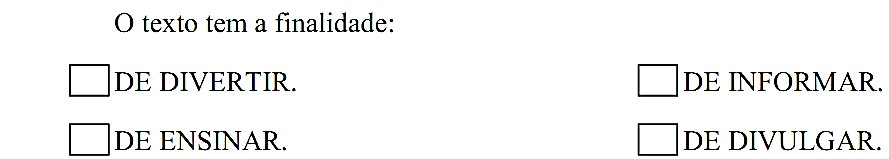 O texto tem a finalidade:
DE DIVERTIR.
DE INFORMAR.
DE ENSINAR.
DE DIVULGAR.